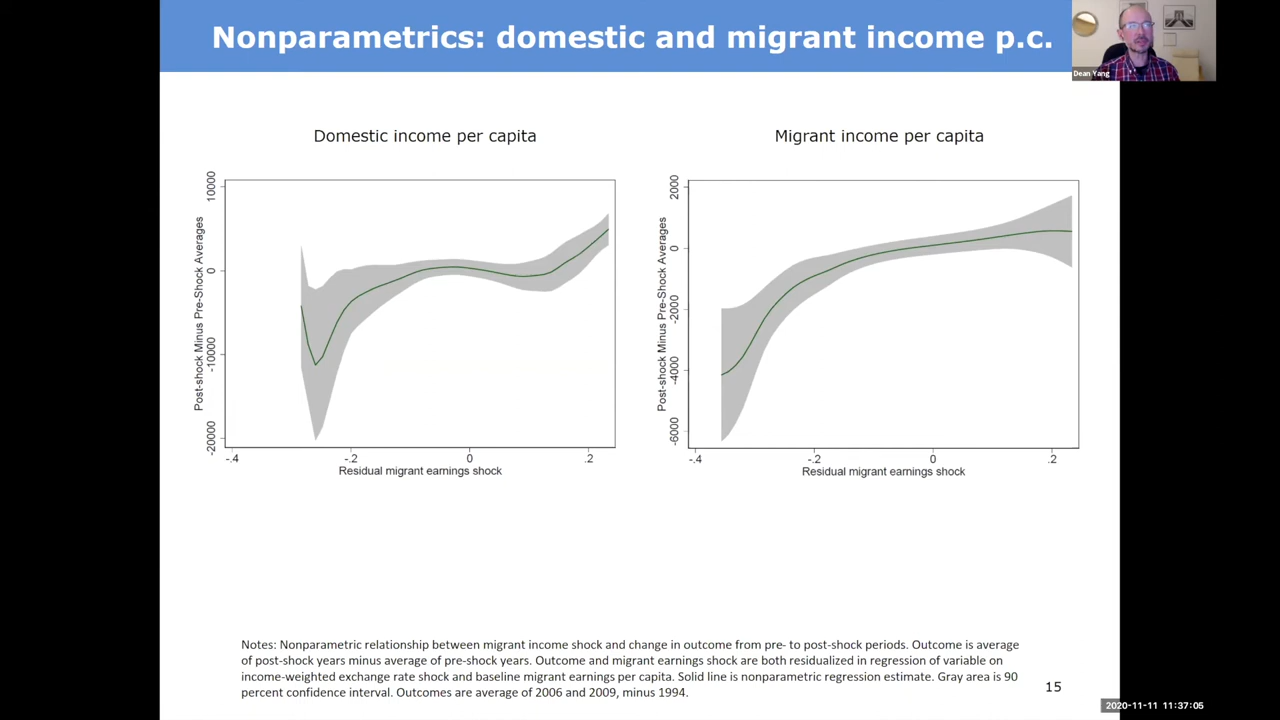 Nonparametrics: domestic and migrant income p.c.
Dean Yang
Domestic income per capita
Migrant income per capita
Post-shock Minus Pre-Shock Averages
10000
0
-10000
-20000
-.4
-.2
0
.2
Residual migrant earnings shock
Post-shock Minus Pre-Shock Averages
2000
0
-2000
-4000
-6000
-.4
-.2
0
.2
Residual migrant earnings shock
Notes: Nonparametric relationship between migrant income shock and change in outcome from pre- to post-shock periods. Outcome is average
of post-shock years minus average of pre-shock years. Outcome and migrant earnings shock are both residualized in regression of variable on
income-weighted exchange rate shock and baseline migrant earnings per capita. Solid line is nonparametric regression estimate. Gray area is 90
percent confidence interval. Outcomes are average of 2006 and 2009, minus 1994.
15
2020-11-11 11:37:05